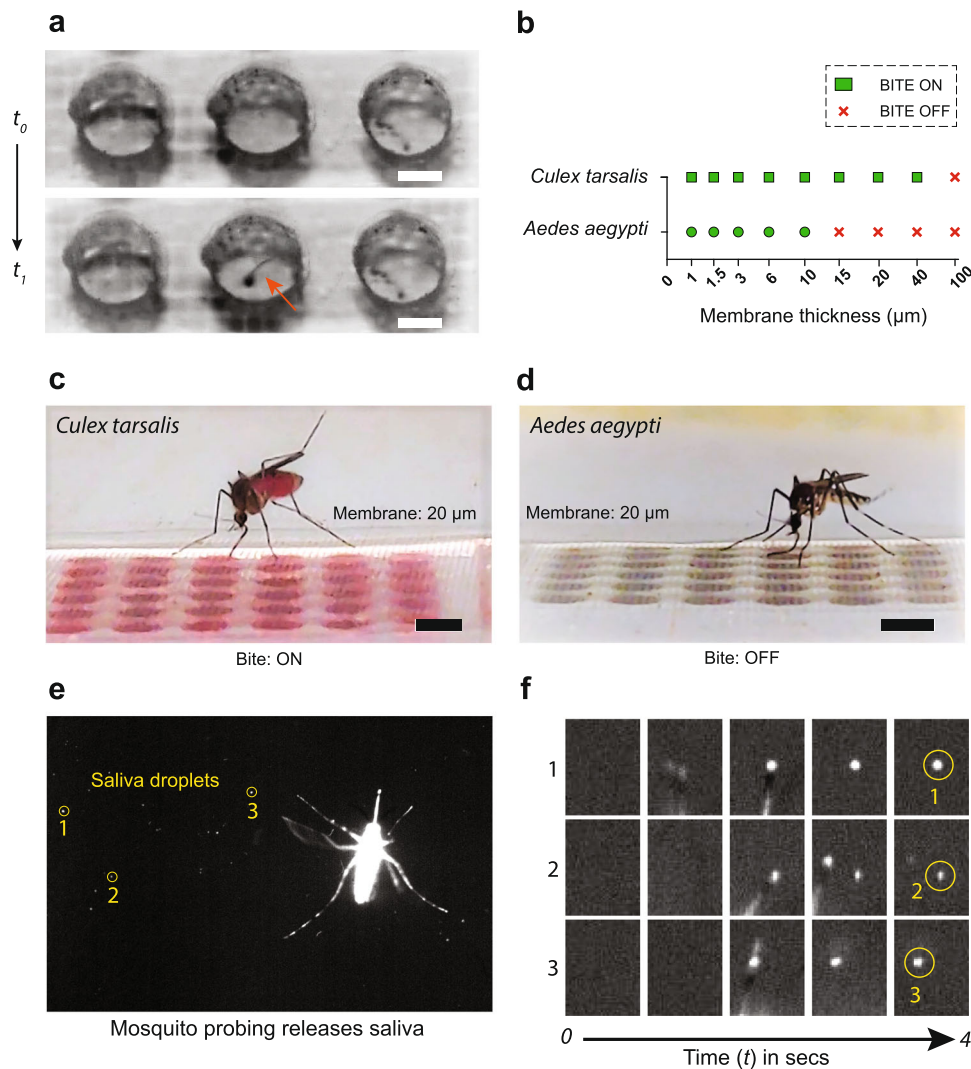 a
t0
t1
b
BITE ON
BITE OFF
Culex tarsalis
Aedes aegypti
0 1 1.5 3 6 10 15 20 40 100
Membrane thickness (µm)
c
Culex tarsalis
Membrane: 20 µm
Bite: ON
d
Aedes aegypti
Membrane: 20 µm
Bite: OFF
e
Saliva droplets
1
2
3
Mosquito probing releases saliva
f
1
1
2
2
3
3
0
4
Time (t) in secs